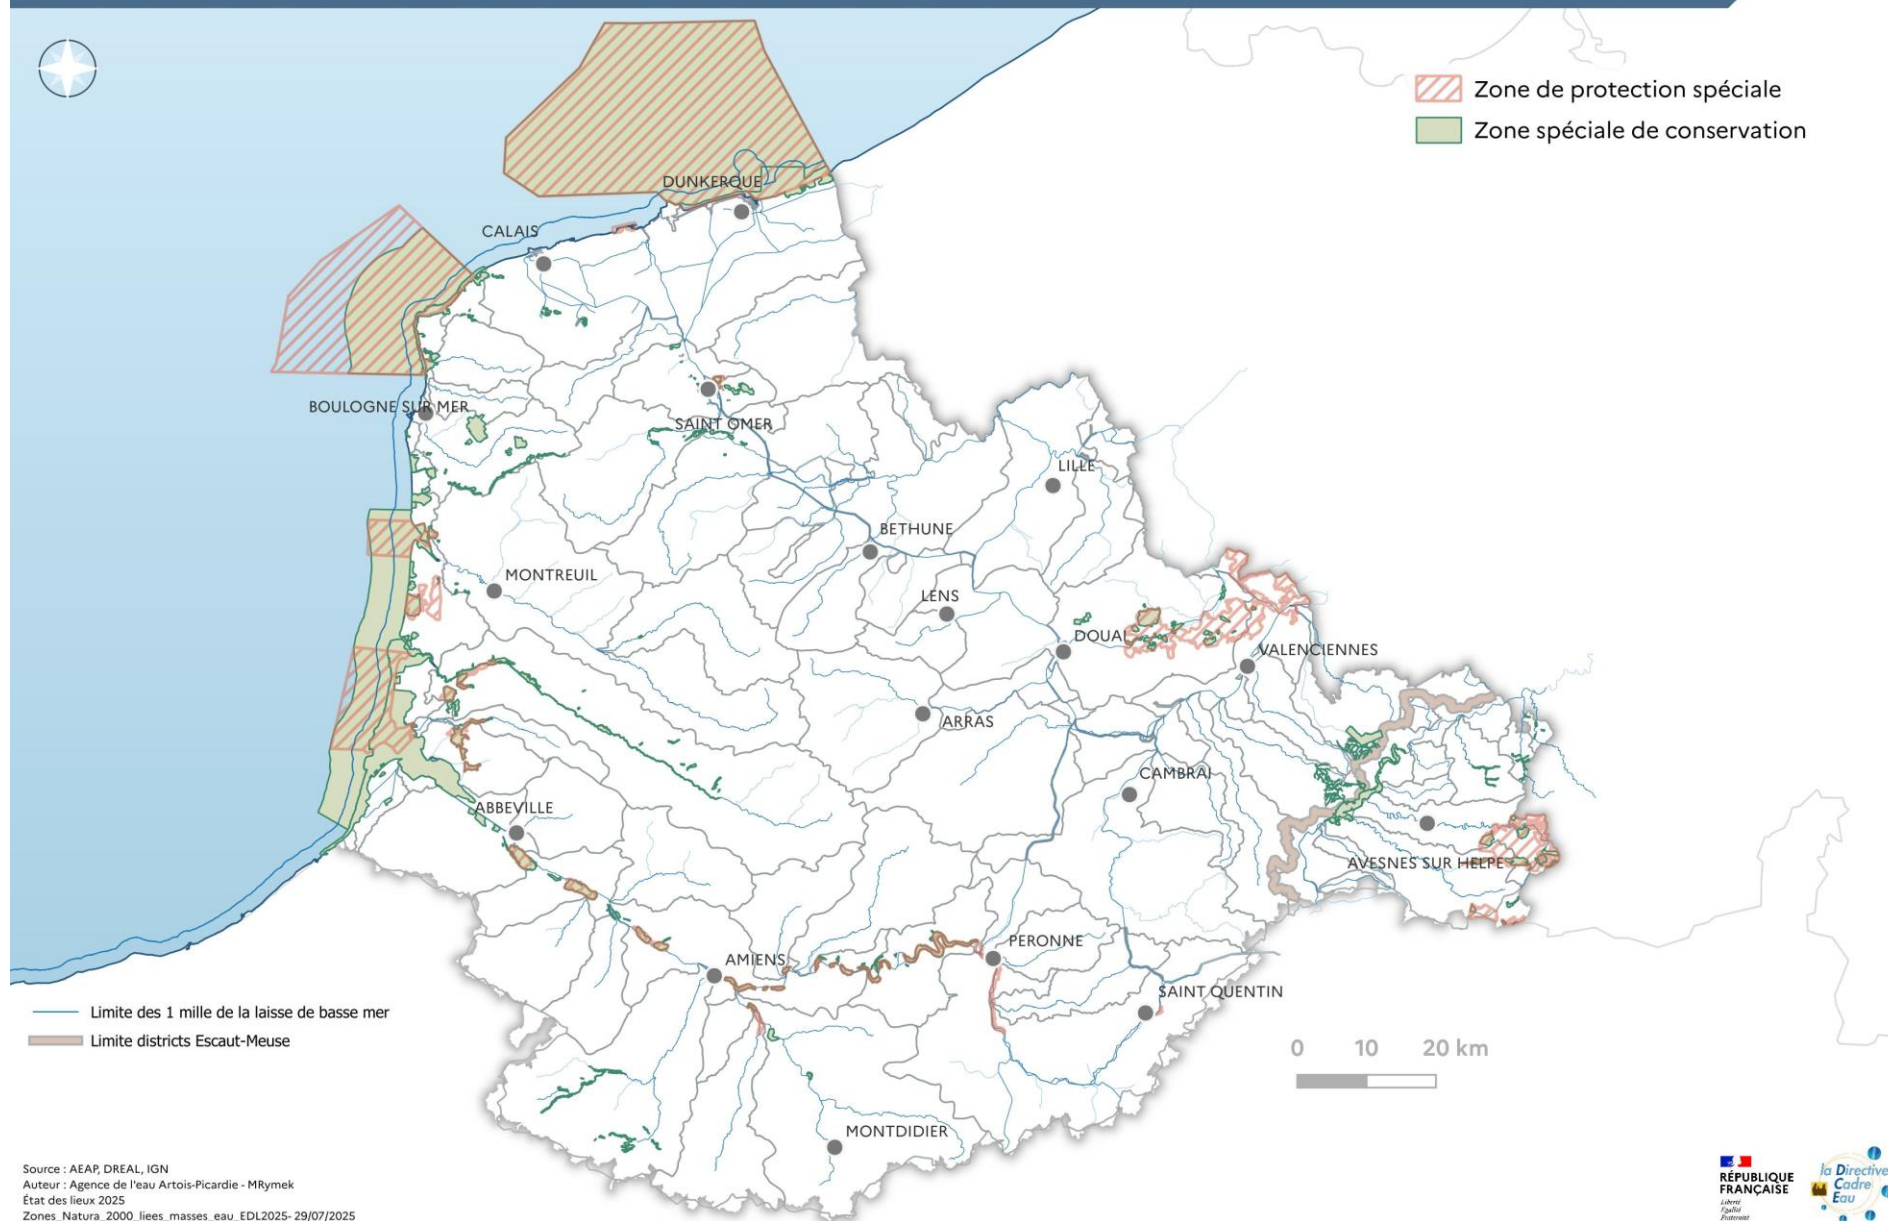 Zone de protection spéciale
Zone spéciale de conservation
DUNKERQUE
CALAIS
BOULOGNE SUR MER
SAINT OMER
LILLE
BETHUNE
MONTREUIL
LENS
DOUAI
VALENCIENNES
ARRAS
CAMBRAI
ABBEVILLE
AVESNES SUR HELPE
PERONNE
AMIENS
SAINT QUENTIN
MONTDIDIER
Limite des 1 mille de la laisse de basse mer
Limite districts Escaut-Meuse
0 10 20 km
Source : AEAP, DREAL, IGN
Auteur : Agence de l'eau Artois-Picardie - MRymek
État des lieux 2025
Zones_Natura_2000_liees_masses_eau_EDL2025- 29/07/2025
RÉPUBLIQUE
FRANÇAISE
Liberté
Égalité
Fraternité
la Directive
Cadre
Eau